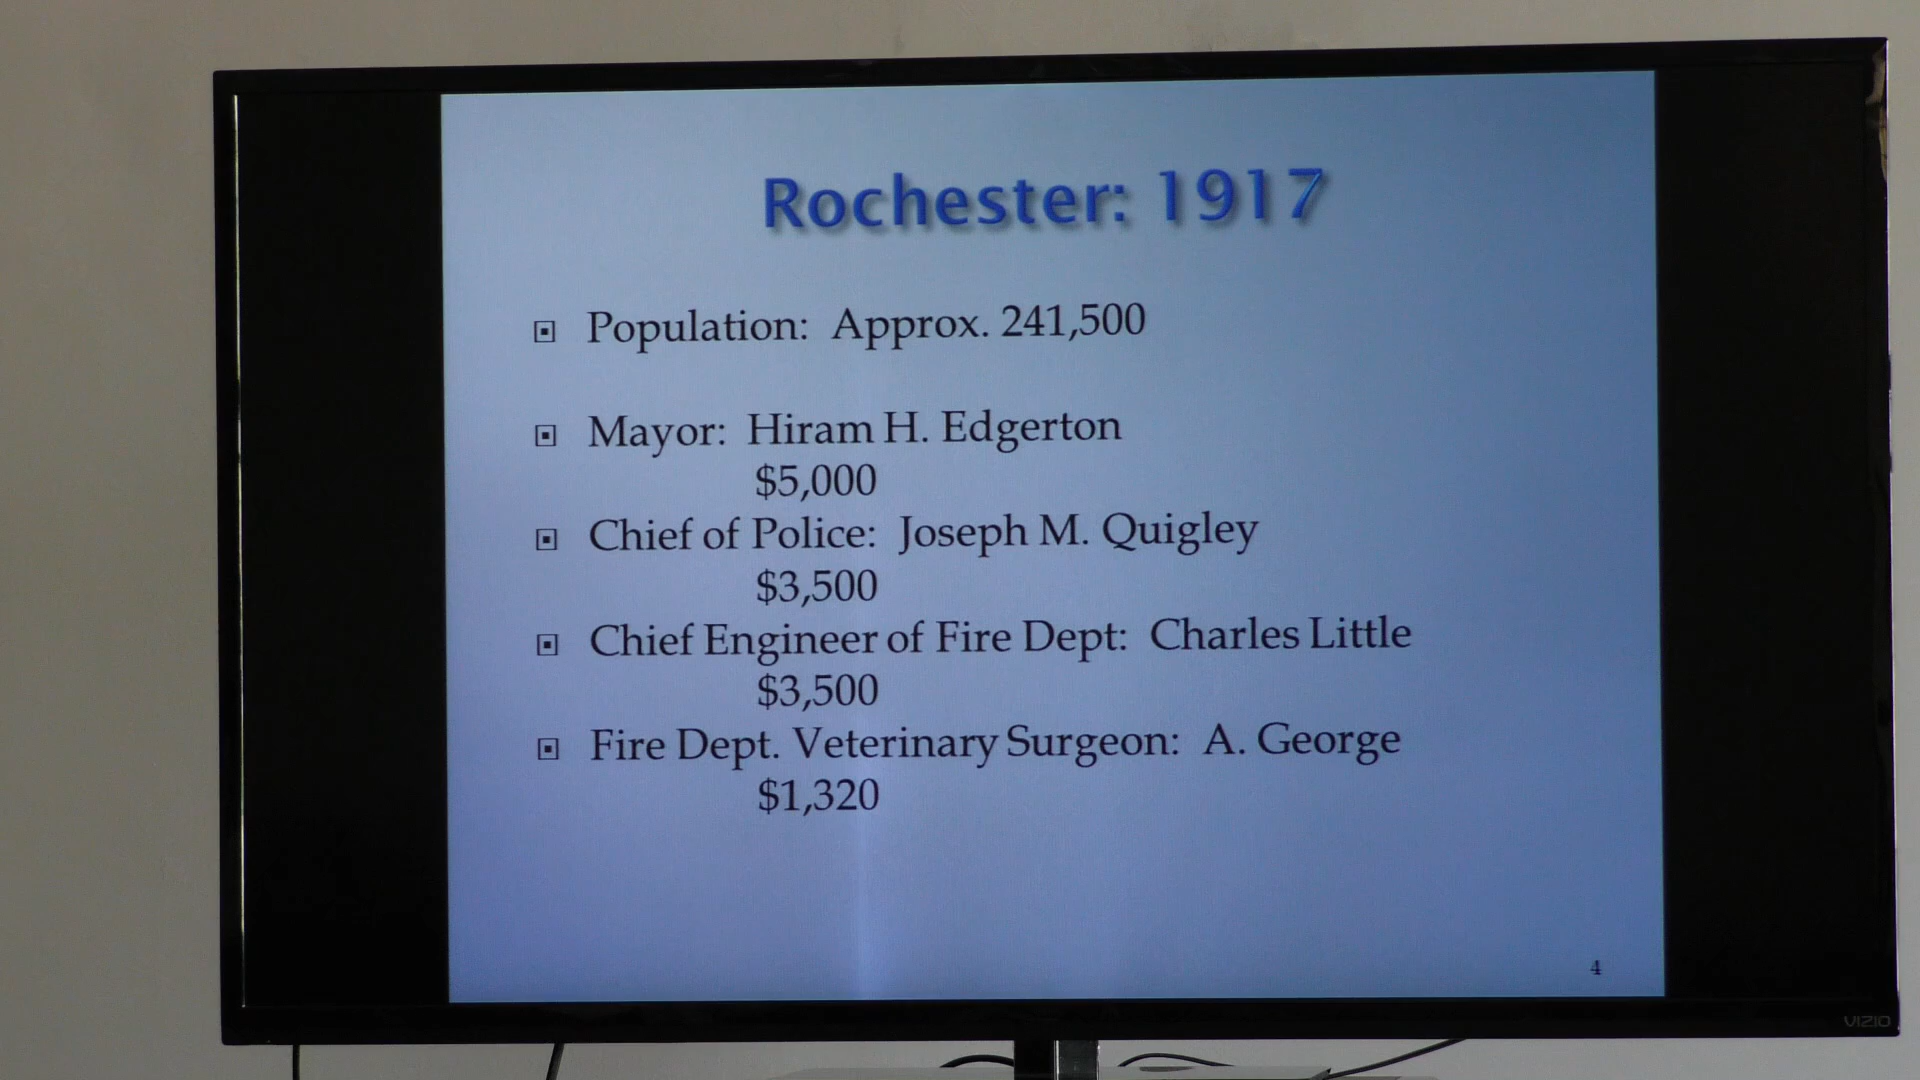 Rochester: 1917
Population: Approx. 241,500
Mayor: Hiram H. Edgerton
$5,000
Chief of Police: Joseph M. Quigley
$3,500
Chief Engineer of Fire Dept: Charles Little
$3,500
Fire Dept. Veterinary Surgeon: A. George
$1,320
4
VIZIO